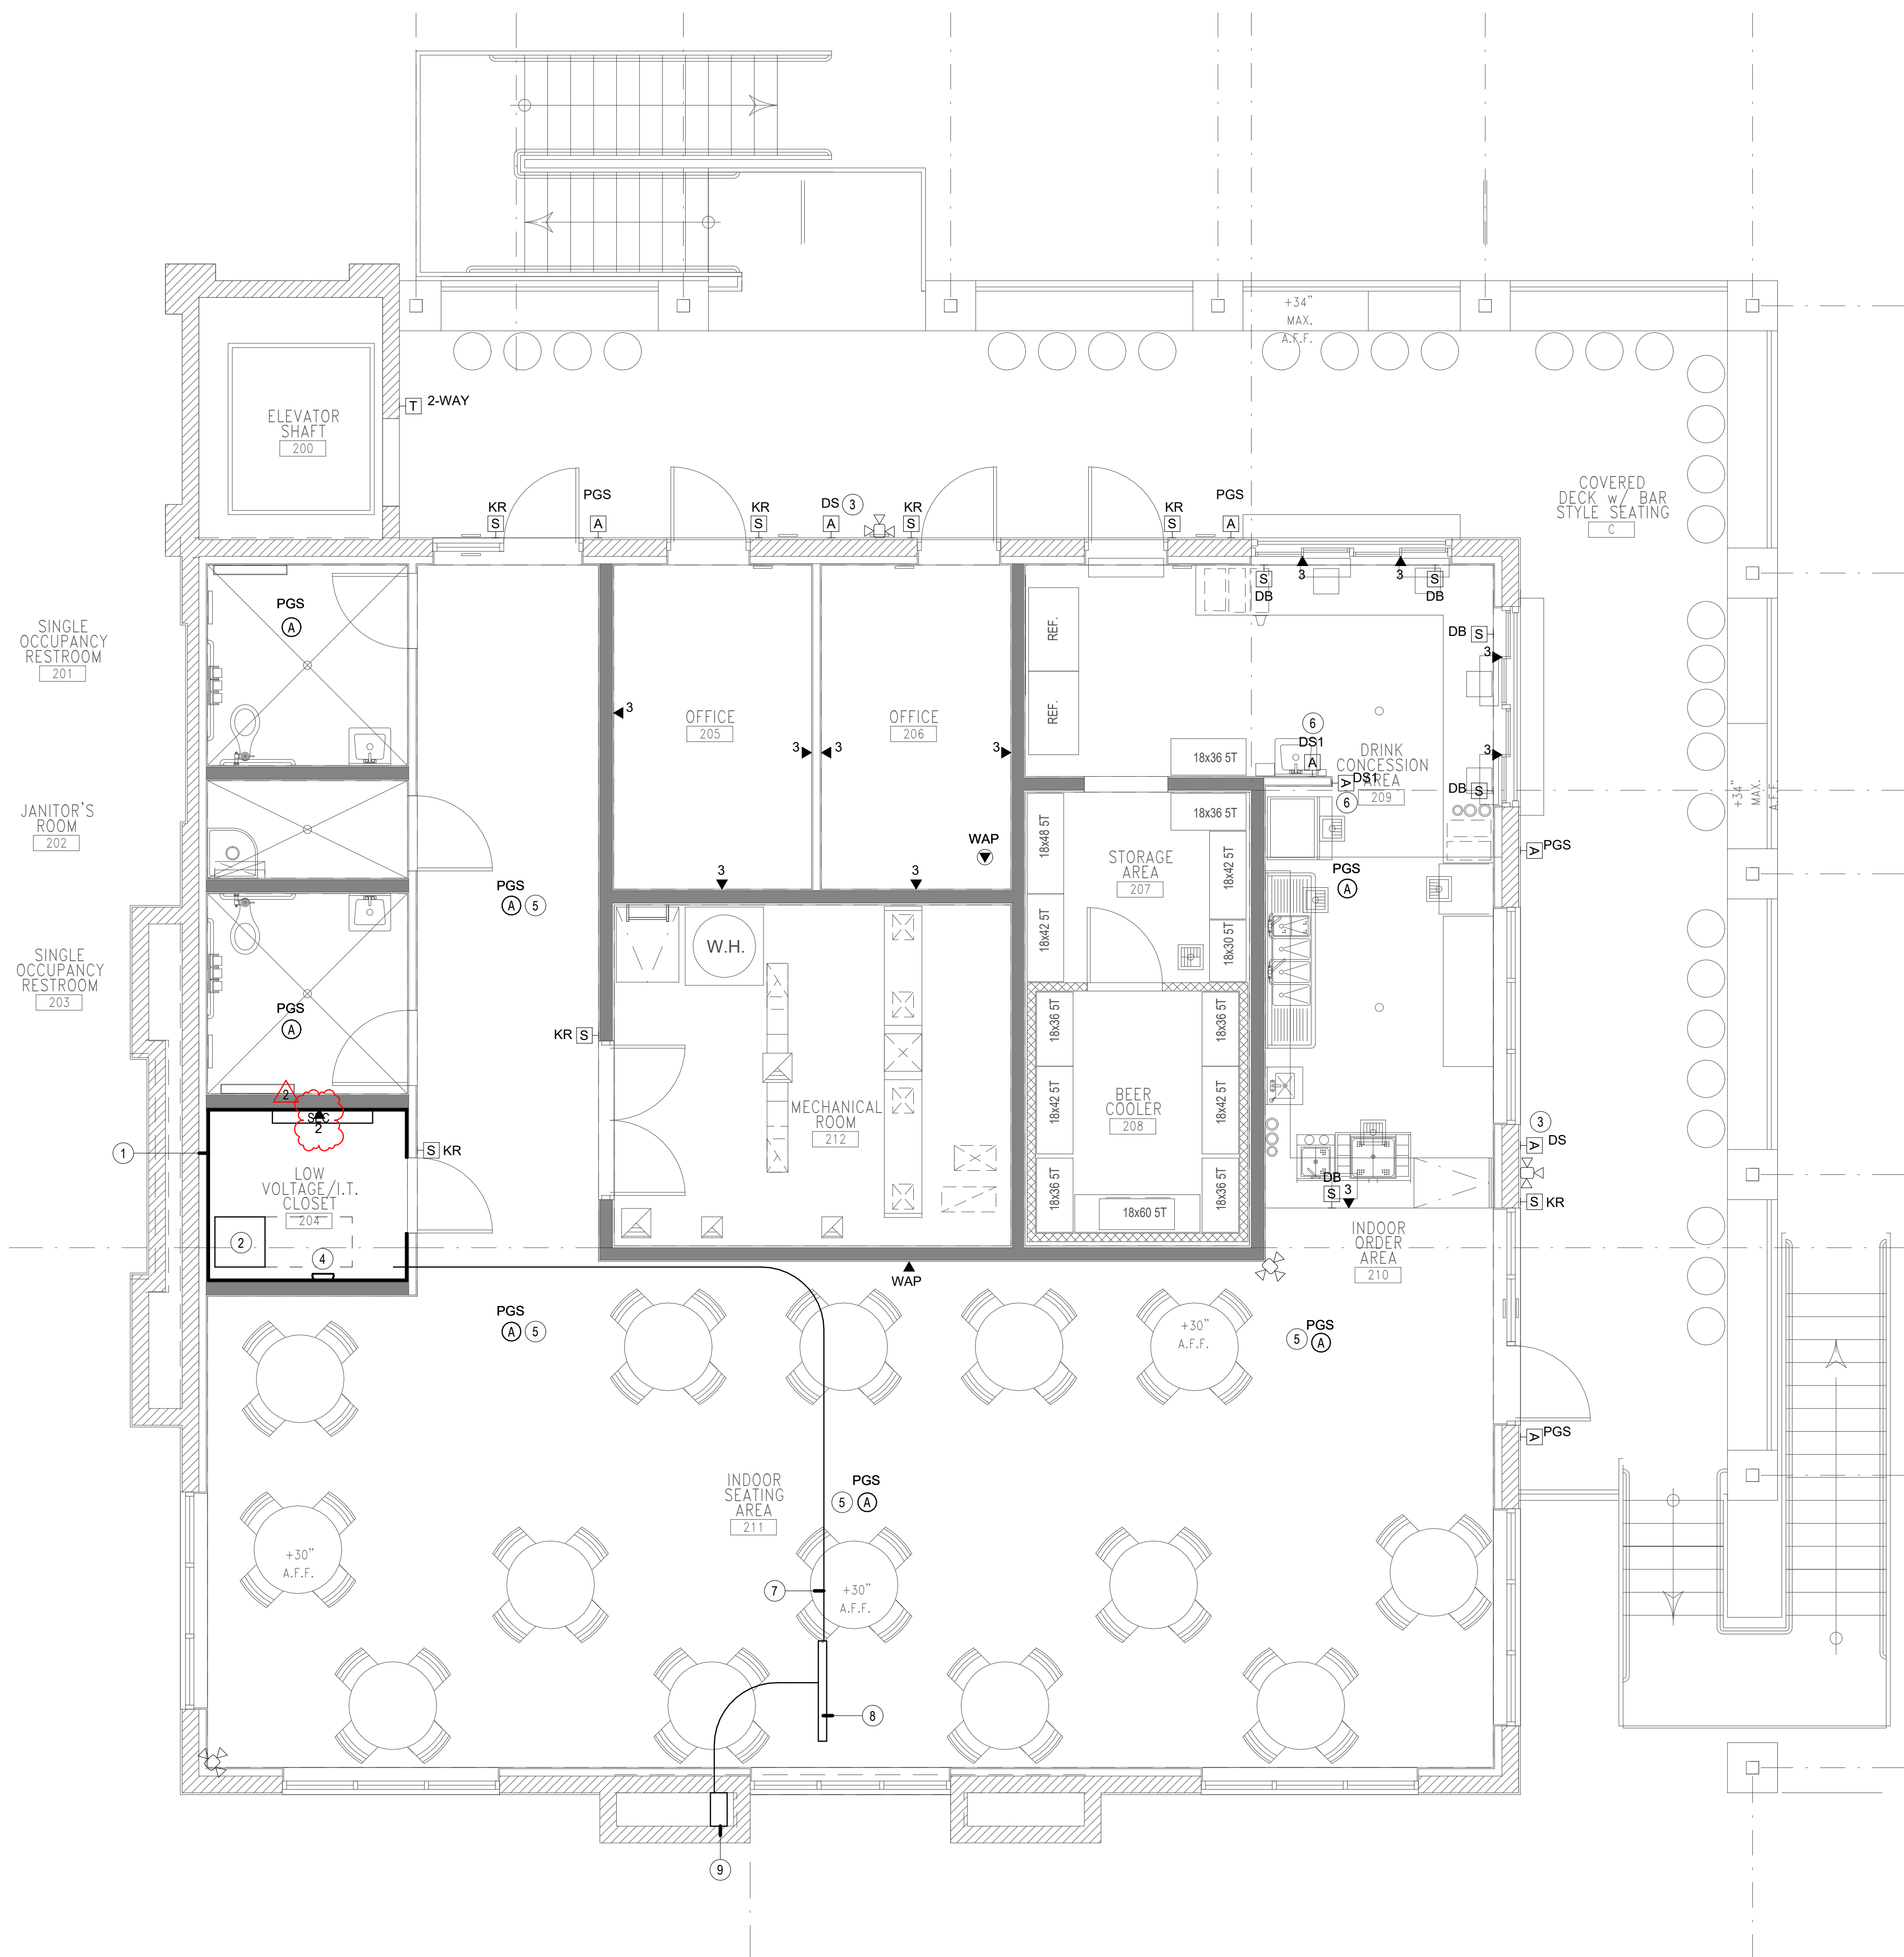 +34"
MAX.
A.F.F.
ELEVATOR
SHAFT
200
T 2-WAY
COVERED
DECK w/ BAR
STYLE SEATING
C
KR
S
PGS
A
KR
S
DS 3
A
KR
S
KR
S
PGS
A
SINGLE
OCCUPANCY
RESTROOM
201
PGS
A
3
OFFICE
205
3
3
3
OFFICE
206
3
3
WAP
REF.
REF.
S
DB
3
3
S
DB
DB S
3
3
DB S
18x36 5T
6
DS1
A
DRINK
CONCESSION
AREA
209
A DS1
6
+34"
MAX.
A.F.F.
JANITOR'S
ROOM
202
PGS
A 5
18x48 5T
18x42 5T
STORAGE
AREA
207
18x36 5T
18x42 5T
18x30 5T
PGS
A
A PGS
SINGLE
OCCUPANCY
RESTROOM
203
PGS
A
W.H.
KR S
MECHANICAL
ROOM
212
18x36 5T
18x42 5T
18x36 5T
BEER
COOLER
208
18x36 5T
18x42 5T
18x36 5T
18x60 5T
2
SEC
2
1
S KR
LOW
VOLTAGE/I.T.
CLOSET
204
2
4
3
A DS
S KR
DB
S
3
INDOOR
ORDER
AREA
210
WAP
PGS
A 5
+30"
A.F.F.
PGS
5 A
A PGS
INDOOR
SEATING
AREA
211
PGS
5 A
+30"
A.F.F.
7
+30"
A.F.F.
8
9